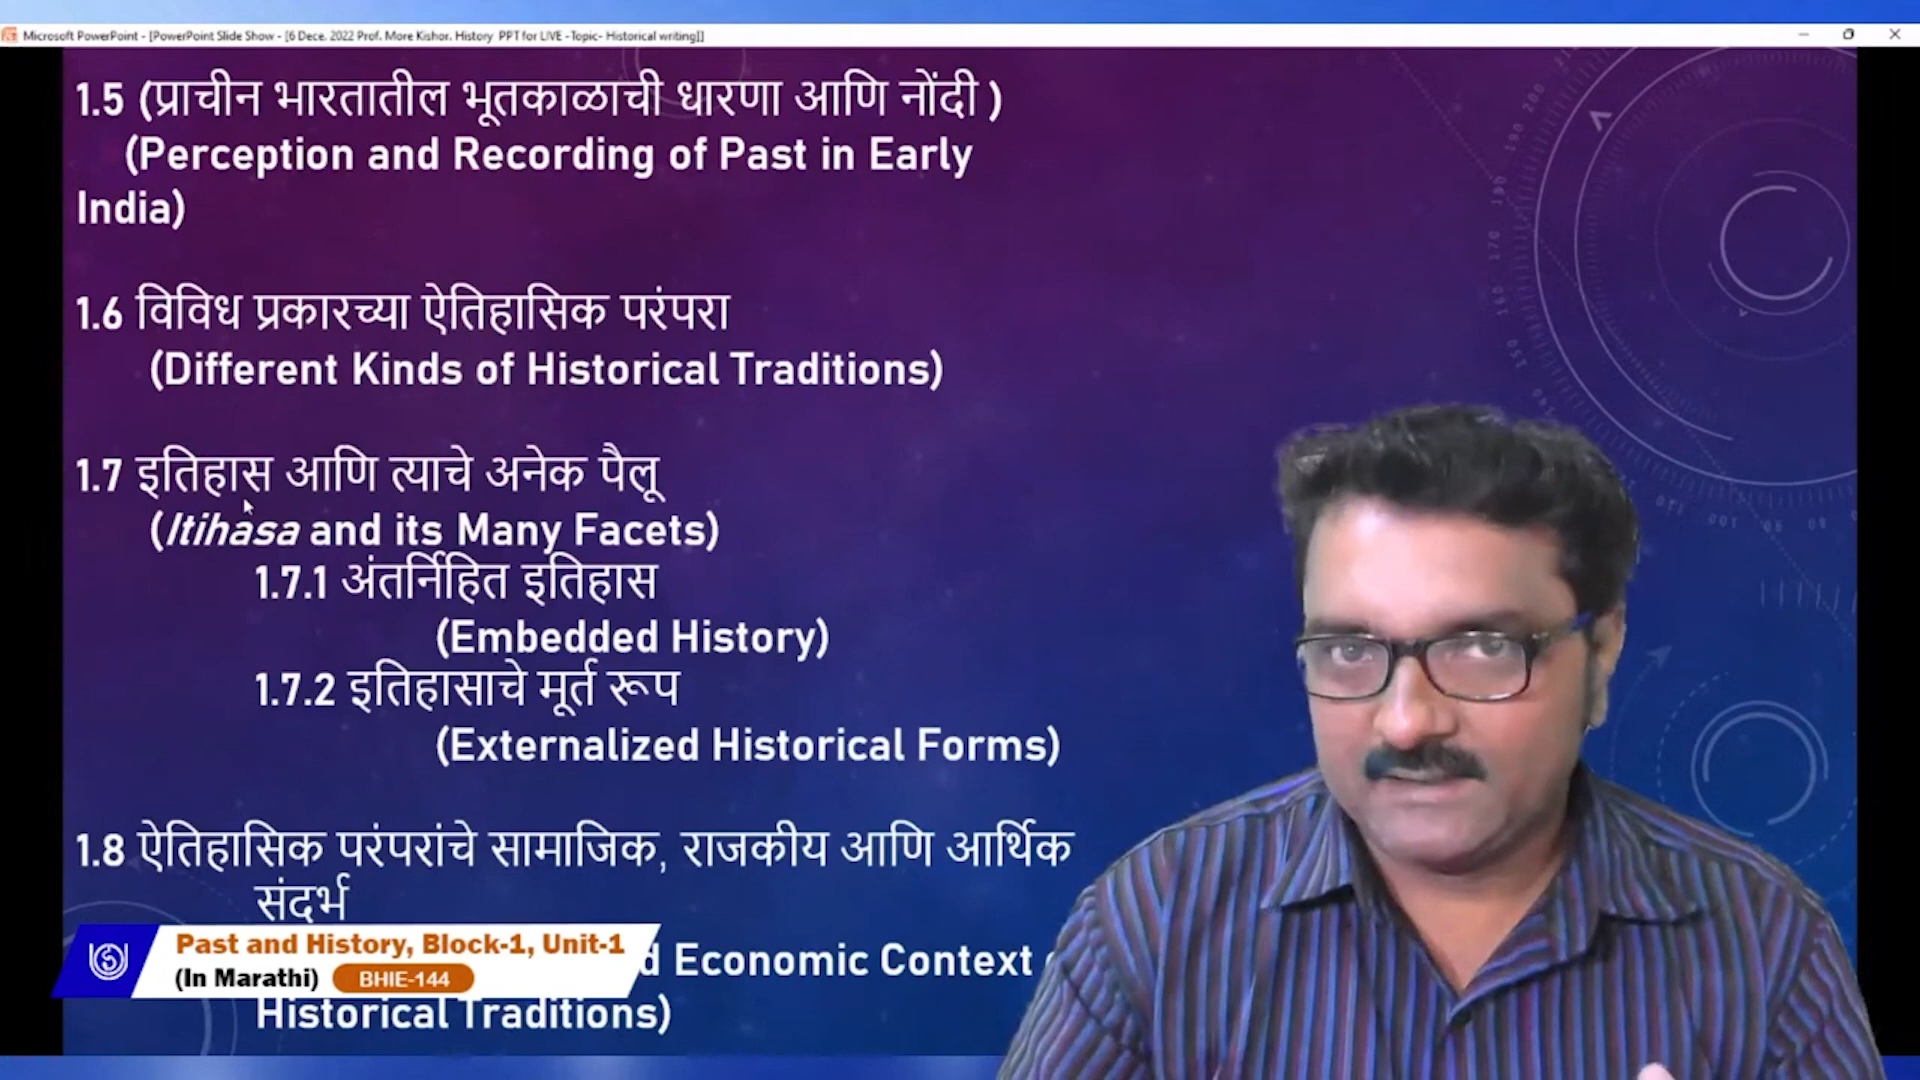 Microsoft PowerPoint - [PowerPoint Slide Show - [6 Dece. 2022 Prof. More Kishor. History PPT for LIVE -Topic- Historical writing]]
1.5 (प्राचीन भारतातील भूतकाळाची धारणा आणि नोंदी )
(Perception and Recording of Past in Early
India)
1.6 विविध प्रकारच्या ऐतिहासिक परंपरा
(Different Kinds of Historical Traditions)
1.7 इतिहास आणि त्याचे अनेक पैलू
(Itihasa and its Many Facets)
1.7.1 अंतर्निहित इतिहास
(Embedded History)
1.7.2 इतिहासाचे मूर्त रूप
(Externalized Historical Forms)
1.8 ऐतिहासिक परंपरांचे सामाजिक, राजकीय आणि आर्थिक
संदर्भ
Economic Context
Historical Traditions)
Past and History, Block-1, Unit-1
(In Marathi) BHIE-144